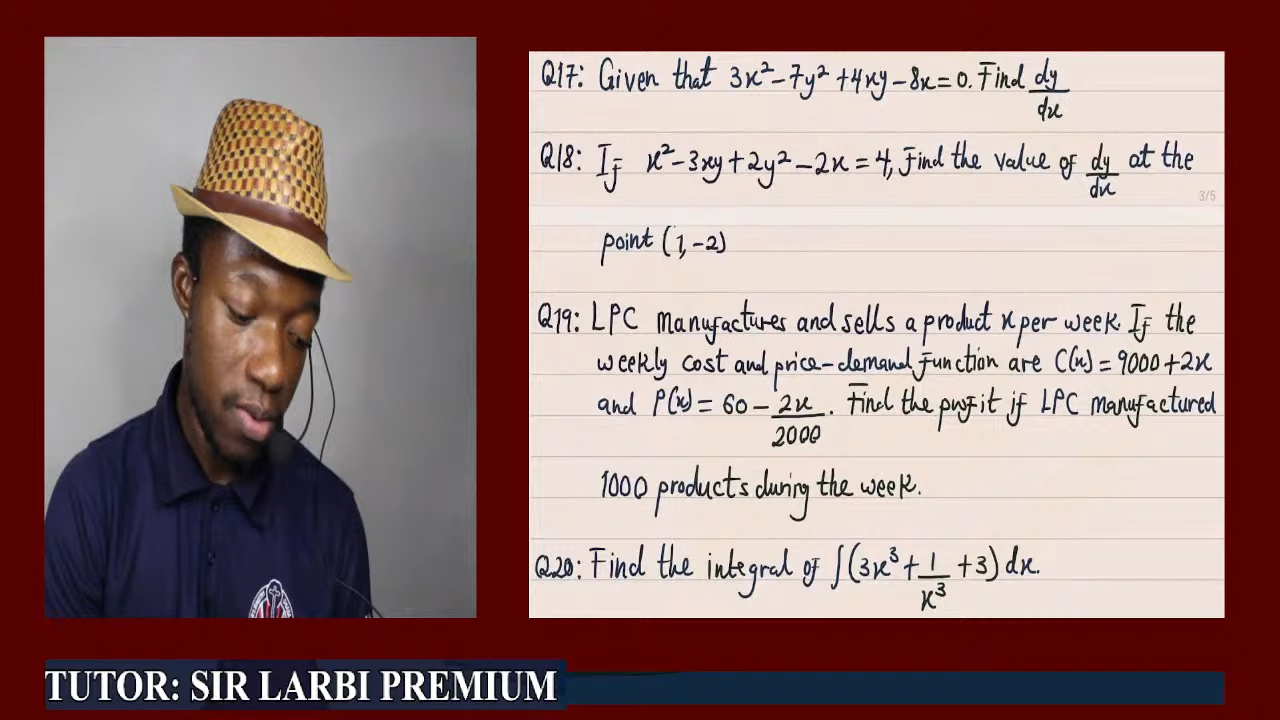 Q17: Given that 3x² - 7y² + 4xy - 8x = 0. Find dy/dx
Q18: If x² - 3xy + 2y² - 2x = 4, Find the value of dy/dx at the
3/5
point (1, -2)
Q19: LPC manufactures and sells a product x per week. If the
weekly cost and price-demand Function are C(x) = 9000 + 2x
and P(x) = 60 - 2x/2000. Find the profit if LPC manufactured
1000 products during the week.
Q20: Find the integral of ∫(3x³ + 1/x³ + 3) dx.
TUTOR: SIR LARBI PREMIUM